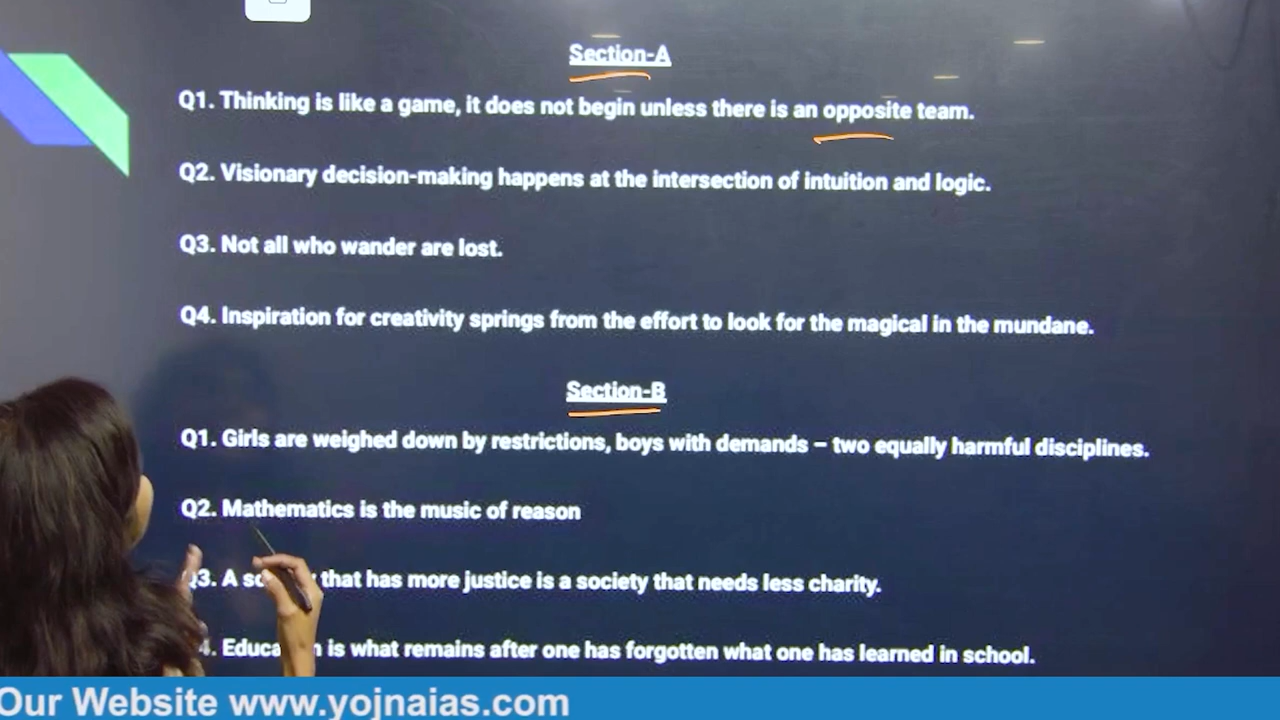 Section-A
Q1. Thinking is like a game, it does not begin unless there is an opposite team.
Q2. Visionary decision-making happens at the intersection of intuition and logic.
Q3. Not all who wander are lost.
Q4. Inspiration for creativity springs from the effort to look for the magical in the mundane.
Section-B
Q1. Girls are weighed down by restrictions, boys with demands – two equally harmful disciplines.
Q2. Mathematics is the music of reason
A that has more justice is a society that needs less charity.
is what remains after one has forgotten what one has learned in school.
Our Website www.yojnaias.com